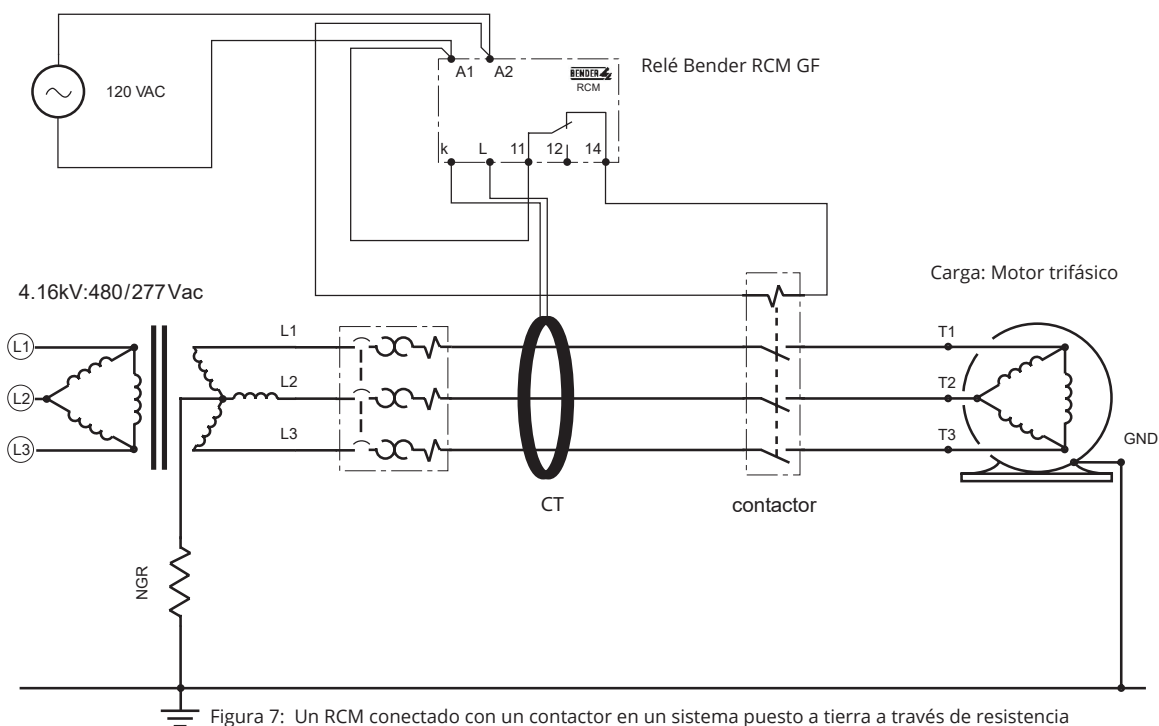 A1 A2
BENDER
RCM
Relé Bender RCM GF
120 VAC
k L 11 12 14
4.16kV:480/277Vac
Carga: Motor trifásico
L1
L2
L3
L1
L2
L3
T1
T2
T3
GND
CT
contactor
NGR
Figura 7: Un RCM conectado con un contactor en un sistema puesto a tierra a través de resistencia